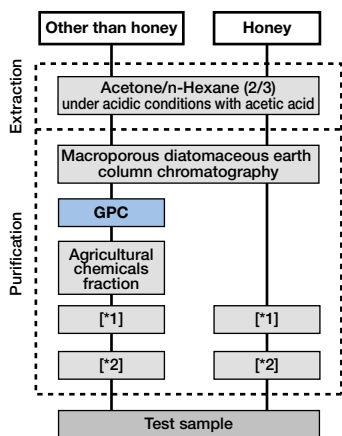 Other than honey
Honey
Extraction
Acetone/n-Hexane (2/3)
under acidic conditions with acetic acid
Purification
Macroporous diatomaceous earth
column chromatography
GPC
Agricultural
chemicals
fraction
[*1]
[*1]
[*2]
[*2]
Test sample